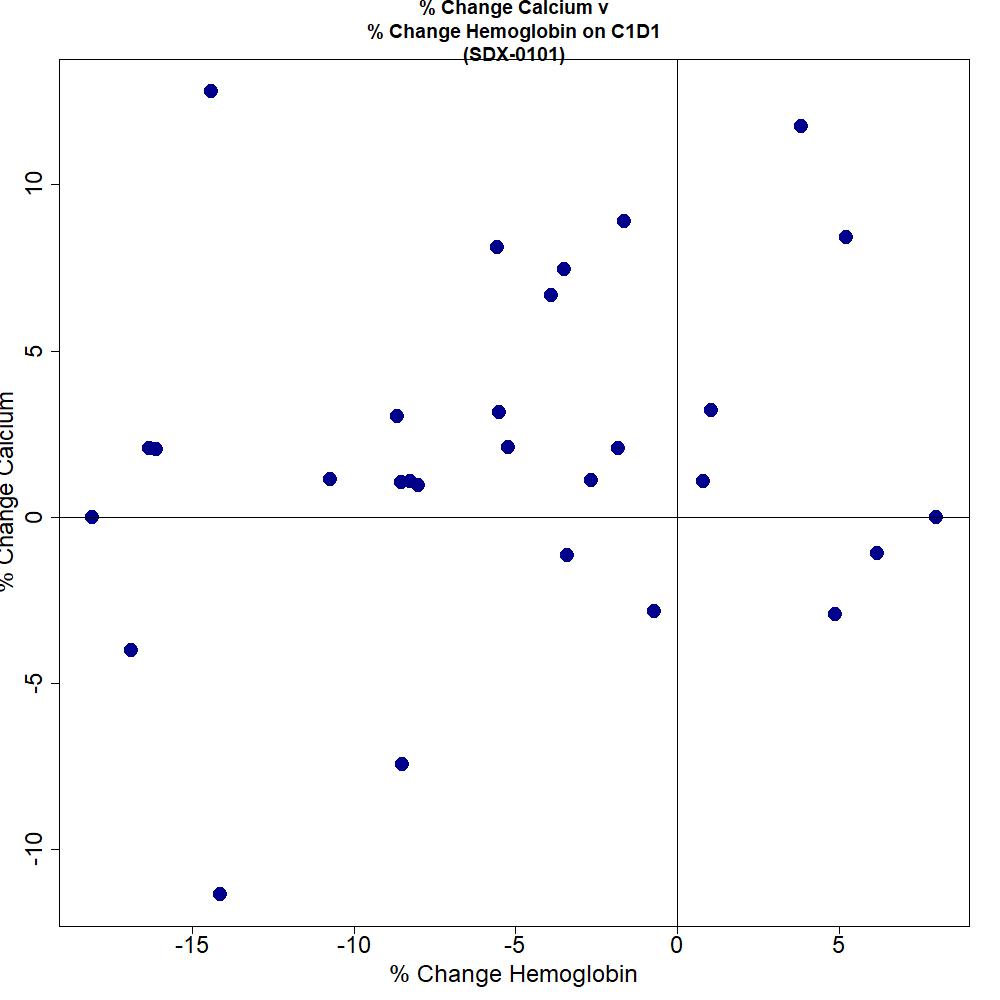 % Change Calcium v
% Change Hemoglobin on C1D1
(SDX-0101)
% Change Calcium
10
5
0
-5
-10
-15
-10
-5
0
5
% Change Hemoglobin